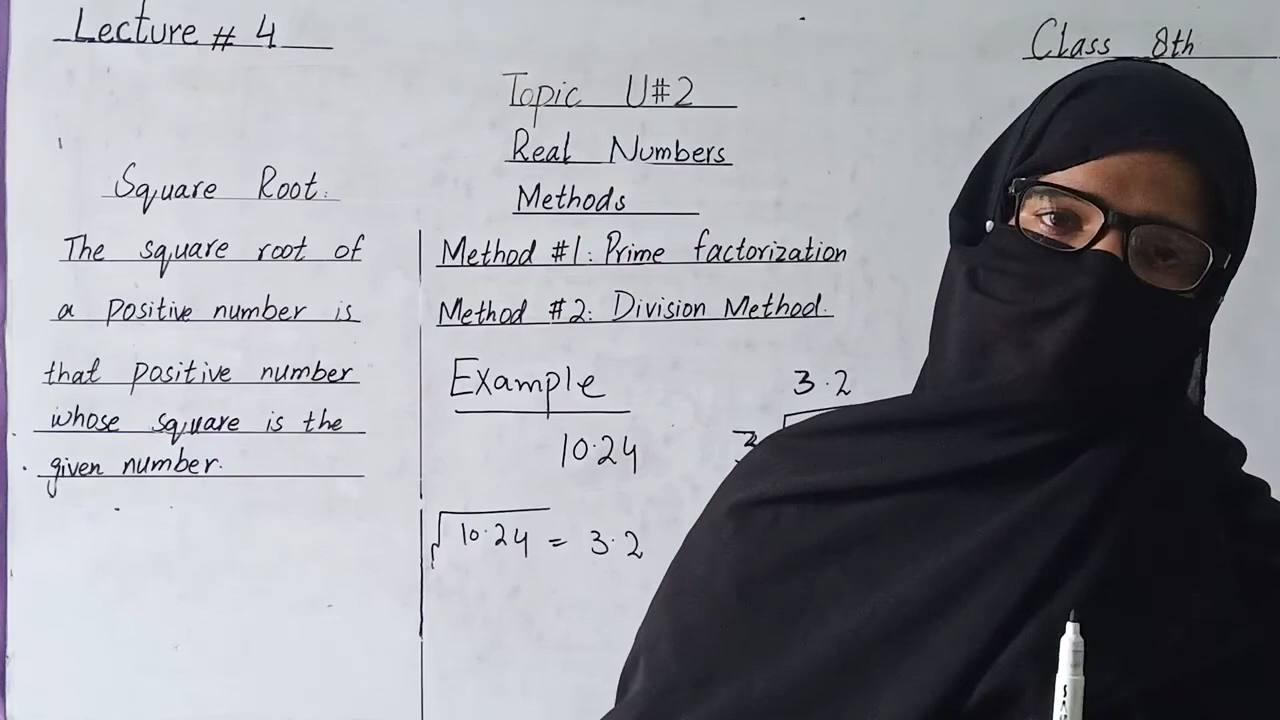 Lecture # 4
Class 8th
Topic U#2
Real Numbers
Methods
Square Root:
The square root of
a positive number is
that positive number
whose square is the
given number.
Method #1: Prime factorization
Method #2: Division Method.
Example
10.24
3.2
3
√10.24 = 3.2